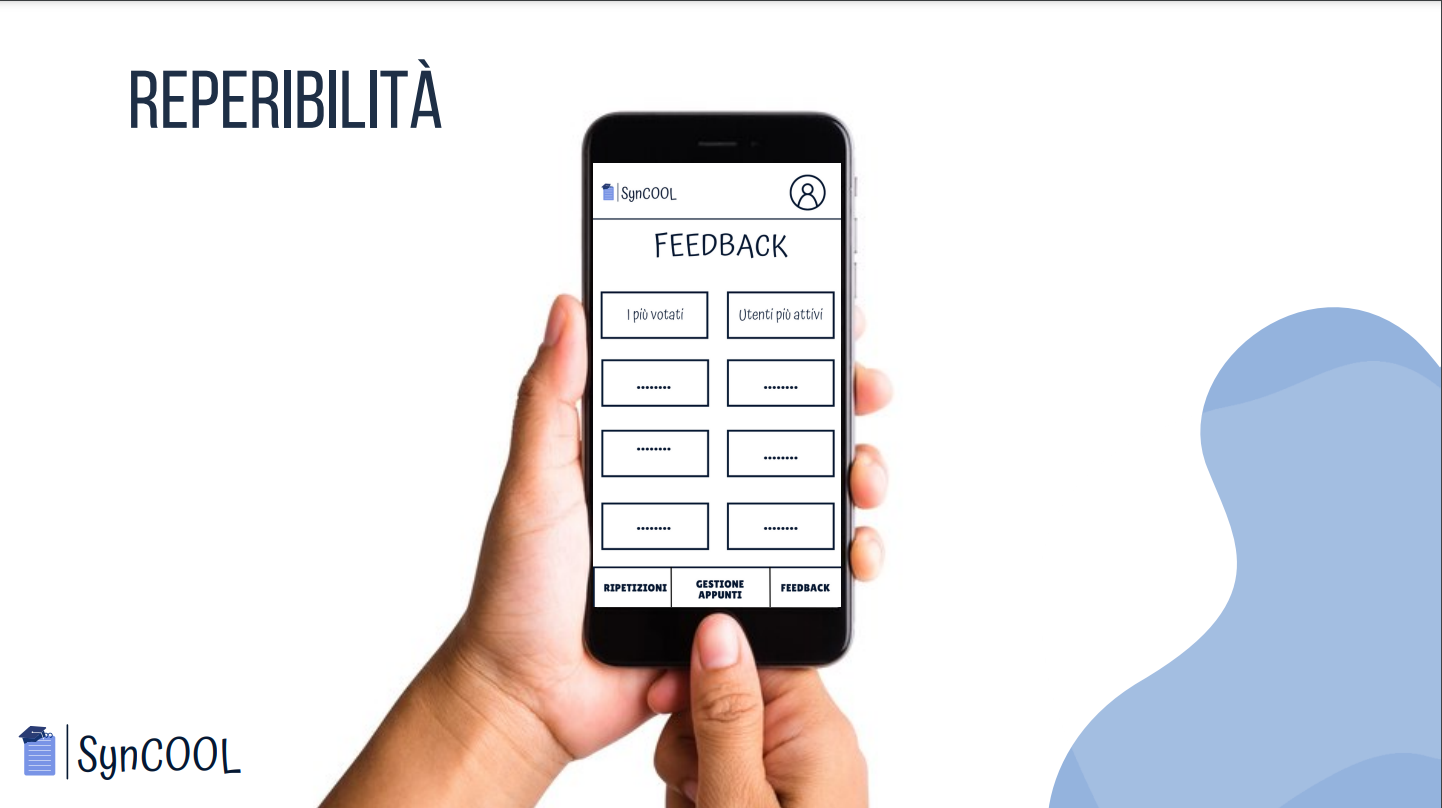 REPERIBILITÀ
SynCOOL
FEEDBACK
I più votati
Utenti più attivi
........
........
........
........
........
........
RIPETIZIONI
GESTIONE
APPUNTI
FEEDBACK
SynCOOL